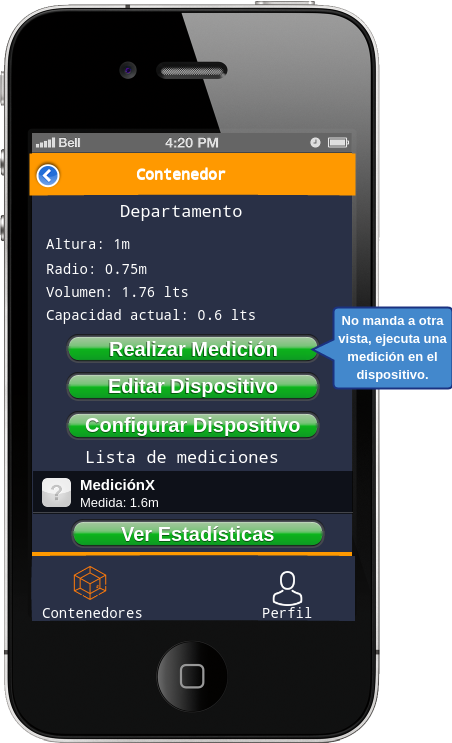 Bell 4:20 PM
Contenedor
Departamento
Altura: 1m
Radio: 0.75m
Volumen: 1.76 lts
Capacidad actual: 0.6 lts
No manda a otra
vista, ejecuta una
medición en el
dispositivo.
Realizar Medición
Editar Dispositivo
Configurar Dispositivo
Lista de mediciones
?
MediciónX
Medida: 1.6m
Ver Estadísticas
Contenedores Perfil